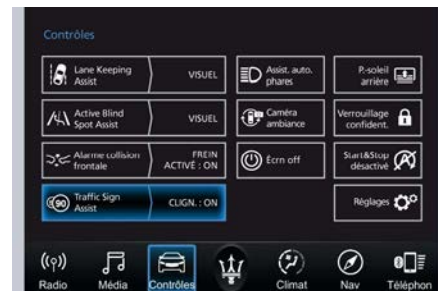 Contrôles
Lane Keeping
Assist
VISUEL
Assist. auto.
phares
P.-soleil
arrière
Active Blind
Spot Assist
VISUEL
Caméra
ambiance
Verrouillage
confident.
Alarme collision
frontale
FREIN
ACTIVÉ : ON
Écrn off
Start&Stop
désactivé
90
Traffic Sign
Assist
CLIGN. : ON
Réglages
Radio
Média
Contrôles
Climat
Nav
Téléphon